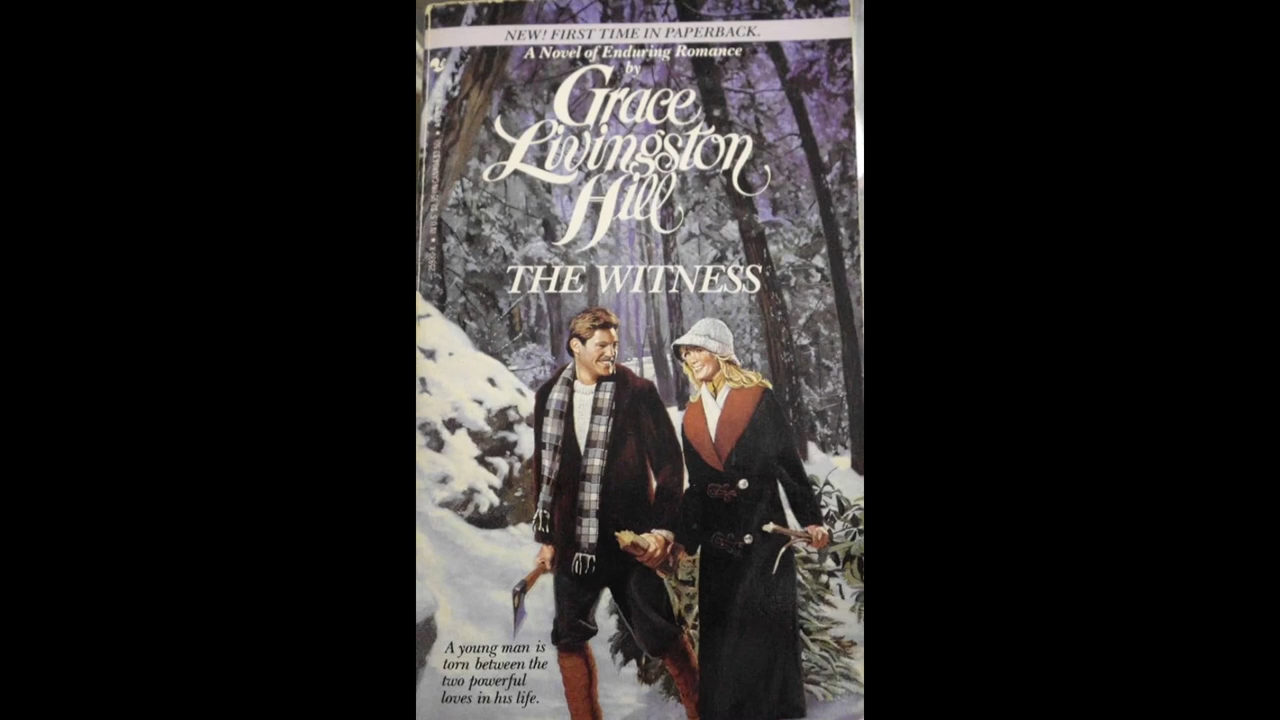 NEW! FIRST TIME IN PAPERBACK.
A Novel of Enduring Romance
by
Grace
Livingston
Hill
THE WITNESS
A young man is
torn between the
two powerful
loves in his life.